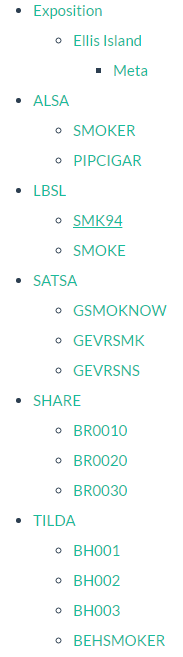 Exposition
Ellis Island
Meta
ALSA
SMOKER
PIPCIGAR
LBSL
SMK94
SMOKE
SATSA
GSMOKNOW
GEVRSMK
GEVRSNS
SHARE
BR0010
BR0020
BR0030
TILDA
BH001
BH002
BH003
BEHSMOKER